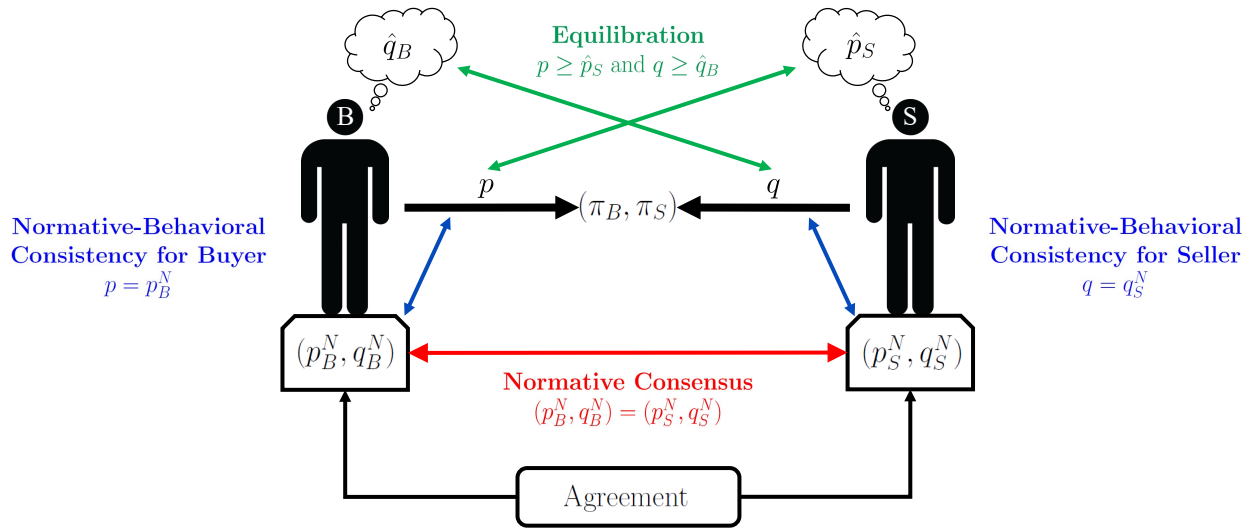 q̂_B
Equilibration
p ≥ p̂_S and q ≥ q̂_B
p̂_S
B
S
p
q
(π_B, π_S)
Normative-Behavioral
Consistency for Buyer
p = p_B^N
Normative-Behavioral
Consistency for Seller
q = q_S^N
(p_B^N, q_B^N)
(p_S^N, q_S^N)
Normative Consensus
(p_B^N, q_B^N) = (p_S^N, q_S^N)
Agreement